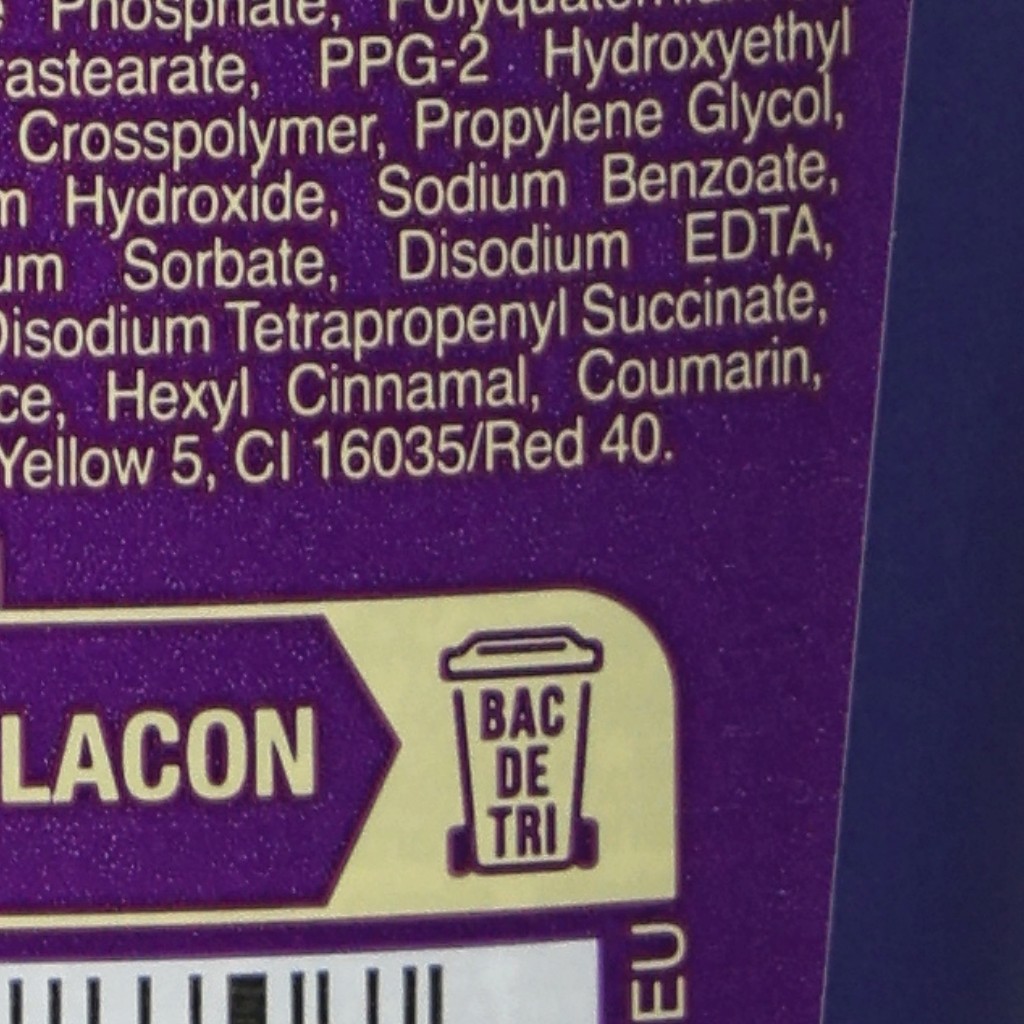 Phosphate,
rastearate, PPG-2 Hydroxyethyl
Crosspolymer, Propylene Glycol,
m Hydroxide, Sodium Benzoate,
um Sorbate, Disodium EDTA,
Disodium Tetrapropenyl Succinate,
ce, Hexyl Cinnamal, Coumarin,
Yellow 5, CI 16035/Red 40.
LACON
BAC
DE
TRI
EU